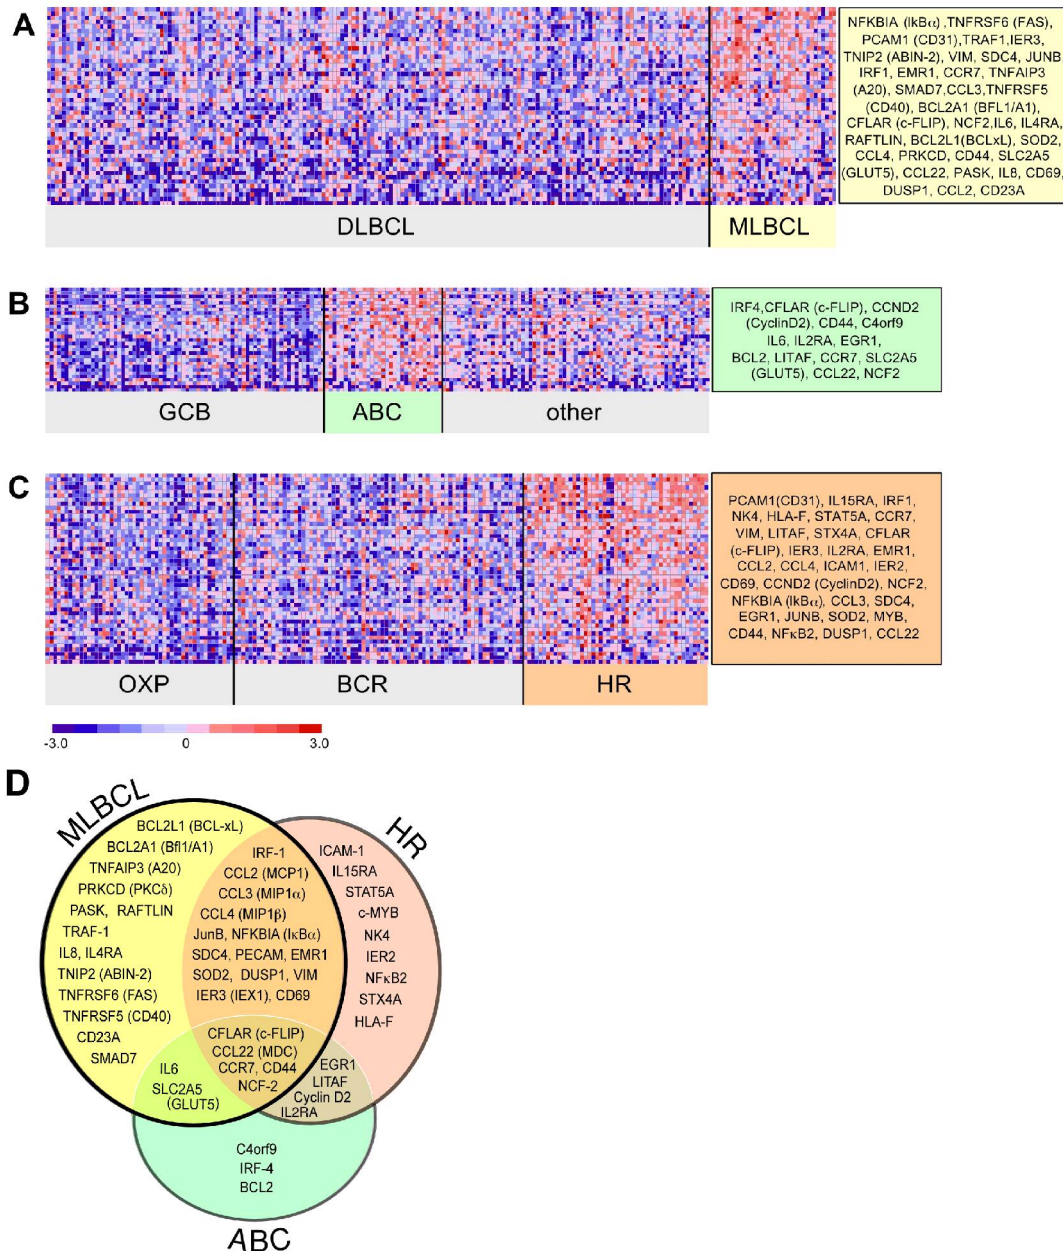 A
NFKBIA (IkBα) ,TNFRSF6 (FAS),
PCAM1 (CD31),TRAF1,IER3,
TNIP2 (ABIN-2), VIM, SDC4, JUNB
IRF1, EMR1, CCR7, TNFAIP3
(A20), SMAD7,CCL3,TNFRSF5
(CD40), BCL2A1 (BFL1/A1),
CFLAR (c-FLIP), NCF2,IL6, IL4RA,
RAFTLIN, BCL2L1(BCLxL), SOD2,
CCL4, PRKCD, CD44, SLC2A5
(GLUT5), CCL22, PASK, IL8, CD69,
DUSP1, CCL2, CD23A
DLBCL
MLBCL
B
IRF4,CFLAR (c-FLIP), CCND2
(CyclinD2), CD44, C4orf9
IL6, IL2RA, EGR1,
BCL2, LITAF, CCR7, SLC2A5
(GLUT5), CCL22, NCF2
GCB
ABC
other
C
PCAM1(CD31), IL15RA, IRF1,
NK4, HLA-F, STAT5A, CCR7,
VIM, LITAF, STX4A, CFLAR
(c-FLIP), IER3, IL2RA, EMR1,
CCL2, CCL4, ICAM1, IER2,
CD69, CCND2 (CyclinD2), NCF2,
NFKBIA (IkBα), CCL3, SDC4,
EGR1, JUNB, SOD2, MYB,
CD44, NFκB2, DUSP1, CCL22
OXP
BCR
HR
-3.0
0
3.0
D
MLBCL
BCL2L1 (BCL-xL)
BCL2A1 (Bfl1/A1)
TNFAIP3 (A20)
PRKCD (PKCδ)
PASK, RAFTLIN
TRAF-1
IL8, IL4RA
TNIP2 (ABIN-2)
TNFRSF6 (FAS)
TNFRSF5 (CD40)
CD23A
SMAD7
IRF-1
CCL2 (MCP1)
CCL3 (MIP1α)
CCL4 (MIP1β)
JunB, NFKBIA (IκBα)
SDC4, PECAM, EMR1
SOD2, DUSP1, VIM
IER3 (IEX1), CD69
HR
ICAM-1
IL15RA
STAT5A
c-MYB
NK4
IER2
NFκB2
STX4A
HLA-F
CFLAR (c-FLIP)
CCL22 (MDC)
CCR7, CD44
NCF-2
IL6
SLC2A5
(GLUT5)
EGR1
LITAF
Cyclin D2
IL2RA
C4orf9
IRF-4
BCL2
ABC